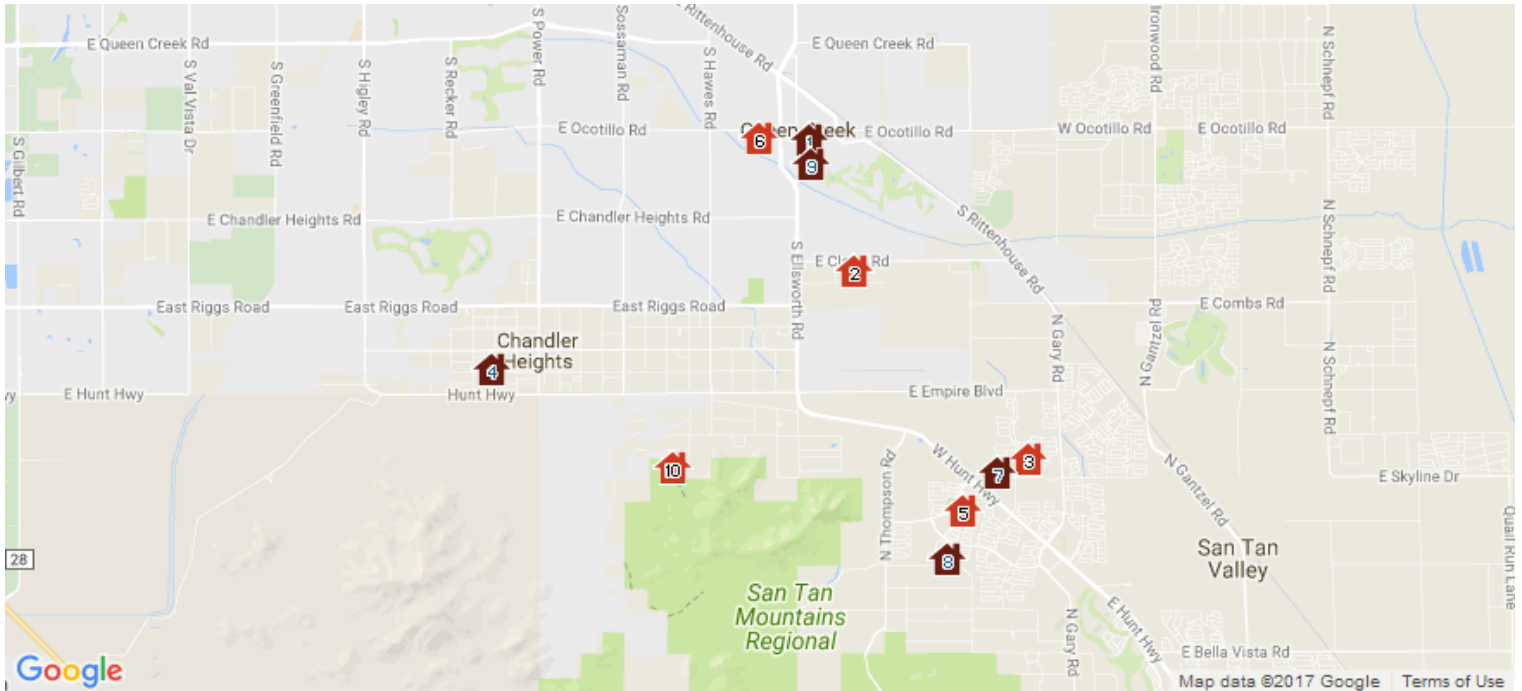 E Queen Creek Rd
S Val Vista Dr
S Greenfield Rd
S Higley Rd
S Recker Rd
S Power Rd
Sossaman Rd
S Hawes Rd
Rittenhouse Rd
E Queen Creek Rd
Ironwood Rd
N Schnepf Rd
S Gilbert Rd
E Ocotillo Rd
6
1
Creek
E Ocotillo Rd
W Ocotillo Rd
E Ocotillo Rd
9
E Chandler Heights Rd
E Chandler Heights Rd
S Rittenhouse Rd
N Schnepf Rd
S Ellsworth Rd
2
East Riggs Road
East Riggs Road
East Riggs Road
E Combs Rd
N Gantzel Rd
N Gary Rd
Chandler
Heights
4
E Hunt Hwy
Hunt Hwy
E Empire Blvd
N Schnepf Rd
10
7
3
W Hunt Hwy
N Thompson Rd
5
8
N Gantzel Rd
E Skyline Dr
Quail Run Lane
28
San Tan
Valley
San Tan
Mountains
Regional
N Gary Rd
E Hunt Hwy
E Bella Vista Rd
Google
Map data ©2017 Google
Terms of Use